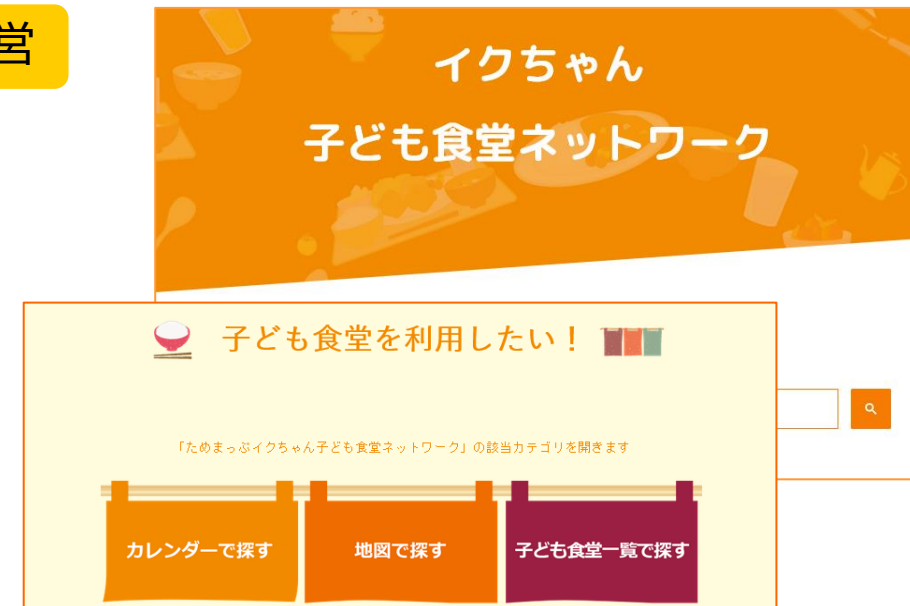 営
イクちゃん
子ども食堂ネットワーク
子ども食堂を利用したい！
「ためまっぷイクちゃん子ども食堂ネットワーク」の該当カテゴリを開きます
カレンダーで探す
地図で探す
子ども食堂一覧で探す